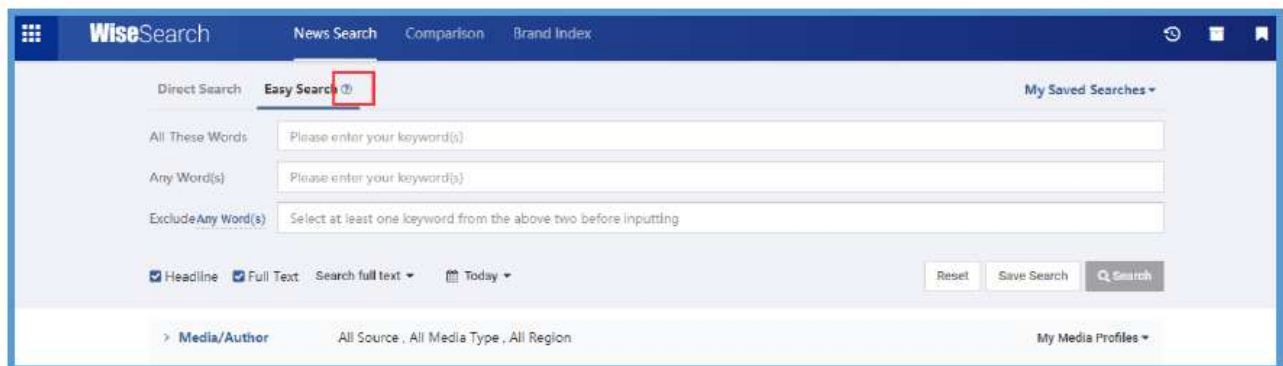 WiseSearch News Search Comparison Brand Index
Direct Search Easy Search ? My Saved Searches
All These Words Please enter your keyword(s)
Any Word(s) Please enter your keyword(s)
Exclude Any Word(s) Select at least one keyword from the above two before inputting
Headline Full Text Search full text Today Reset Save Search Search
> Media/Author All Source , All Media Type , All Region My Media Profiles